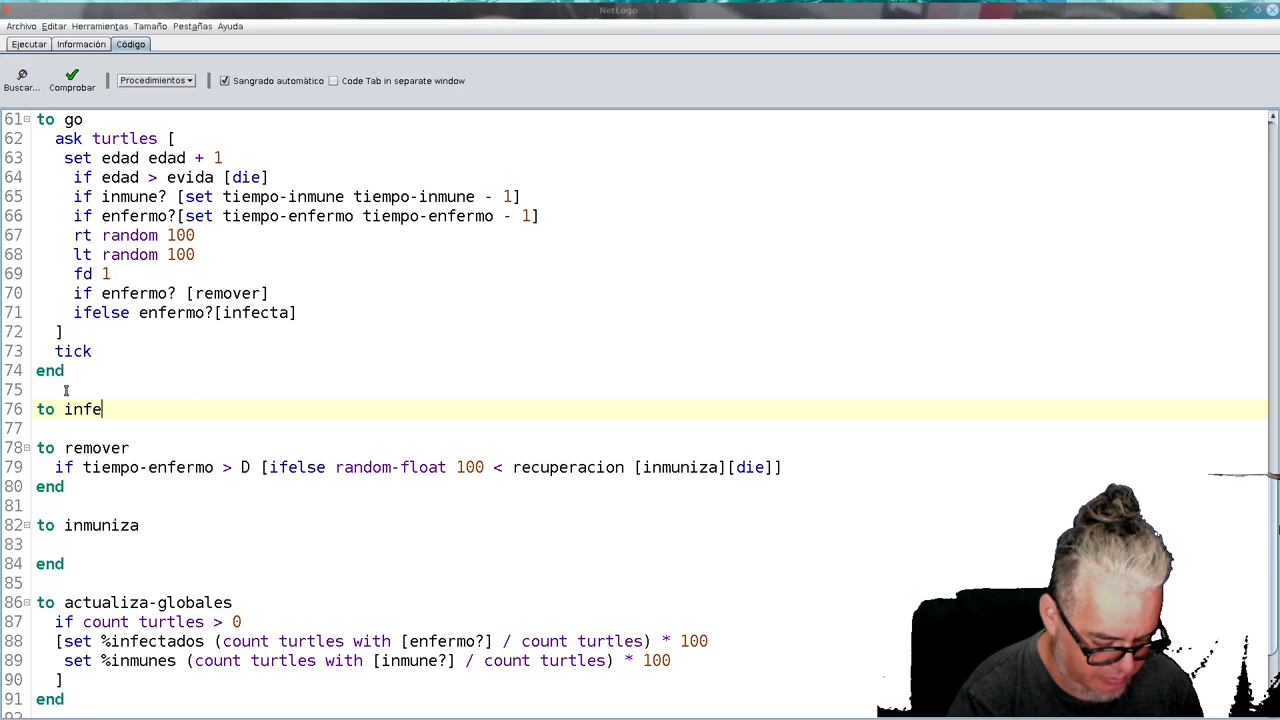 NetLogo
Archivo Editar Herramientas Tamaño Pestañas Ayuda
Ejecutar Información Código
Buscar... Comprobar Procedimientos Sangrado automático Code Tab in separate window
61 to go
62 ask turtles [
63 set edad edad + 1
64 if edad > evida [die]
65 if inmune? [set tiempo-inmune tiempo-inmune - 1]
66 if enfermo?[set tiempo-enfermo tiempo-enfermo - 1]
67 rt random 100
68 lt random 100
69 fd 1
70 if enfermo? [remover]
71 ifelse enfermo?[infecta]
72 ]
73 tick
74 end
75
76 to infe
77
78 to remover
79 if tiempo-enfermo > D [ifelse random-float 100 < recuperacion [inmuniza][die]]
80 end
81
82 to inmuniza
83
84 end
85
86 to actualiza-globales
87 if count turtles > 0
88 [set %infectados (count turtles with [enfermo?] / count turtles) * 100
89 set %inmunes (count turtles with [inmune?] / count turtles) * 100
90 ]
91 end